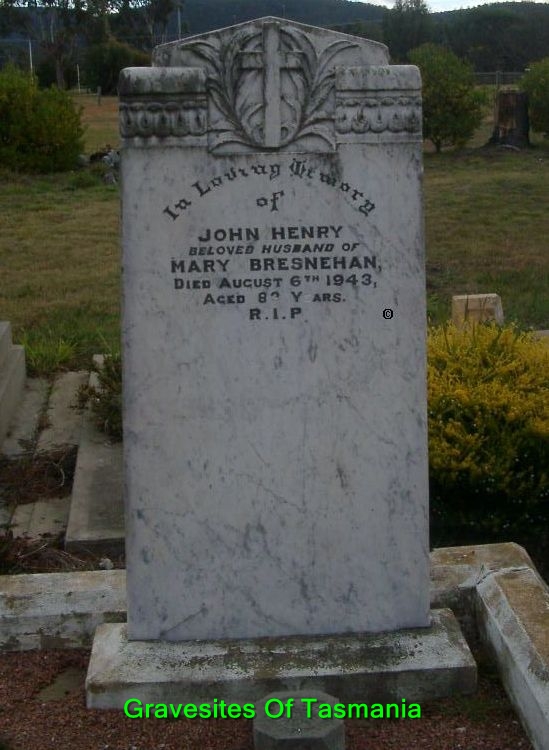 In Loving Memory
of
JOHN HENRY
BELOVED HUSBAND OF
MARY BRESNEHAN,
DIED AUGUST 6TH 1943,
AGED Y ARS.
R.I.P.
©
Gravesites Of Tasmania